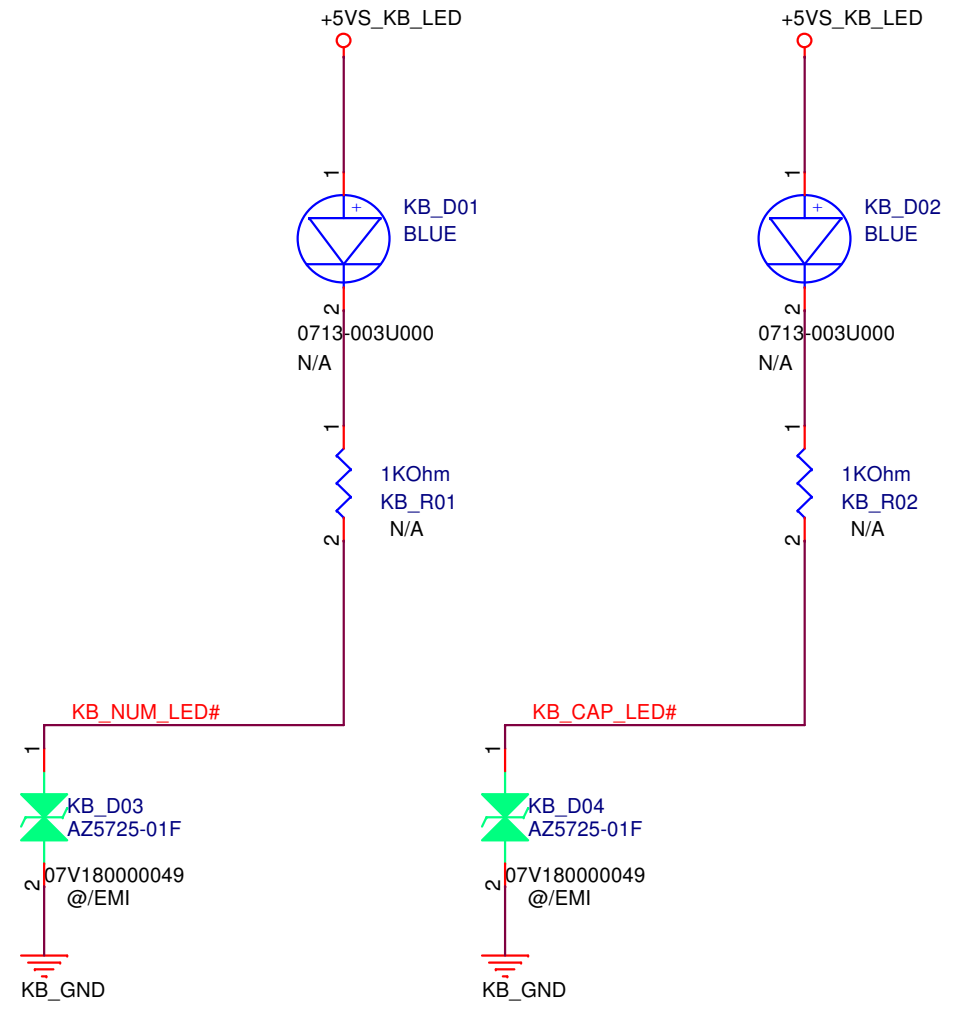 +5VS_KB_LED
1
+
KB_D01
BLUE
2
0713-003U000
N/A
1
1KOhm
KB_R01
N/A
2
KB_NUM_LED#
1
KB_D03
AZ5725-01F
2
07V180000049
@/EMI
KB_GND
+5VS_KB_LED
1
+
KB_D02
BLUE
2
0713-003U000
N/A
1
1KOhm
KB_R02
N/A
2
KB_CAP_LED#
1
KB_D04
AZ5725-01F
2
07V180000049
@/EMI
KB_GND